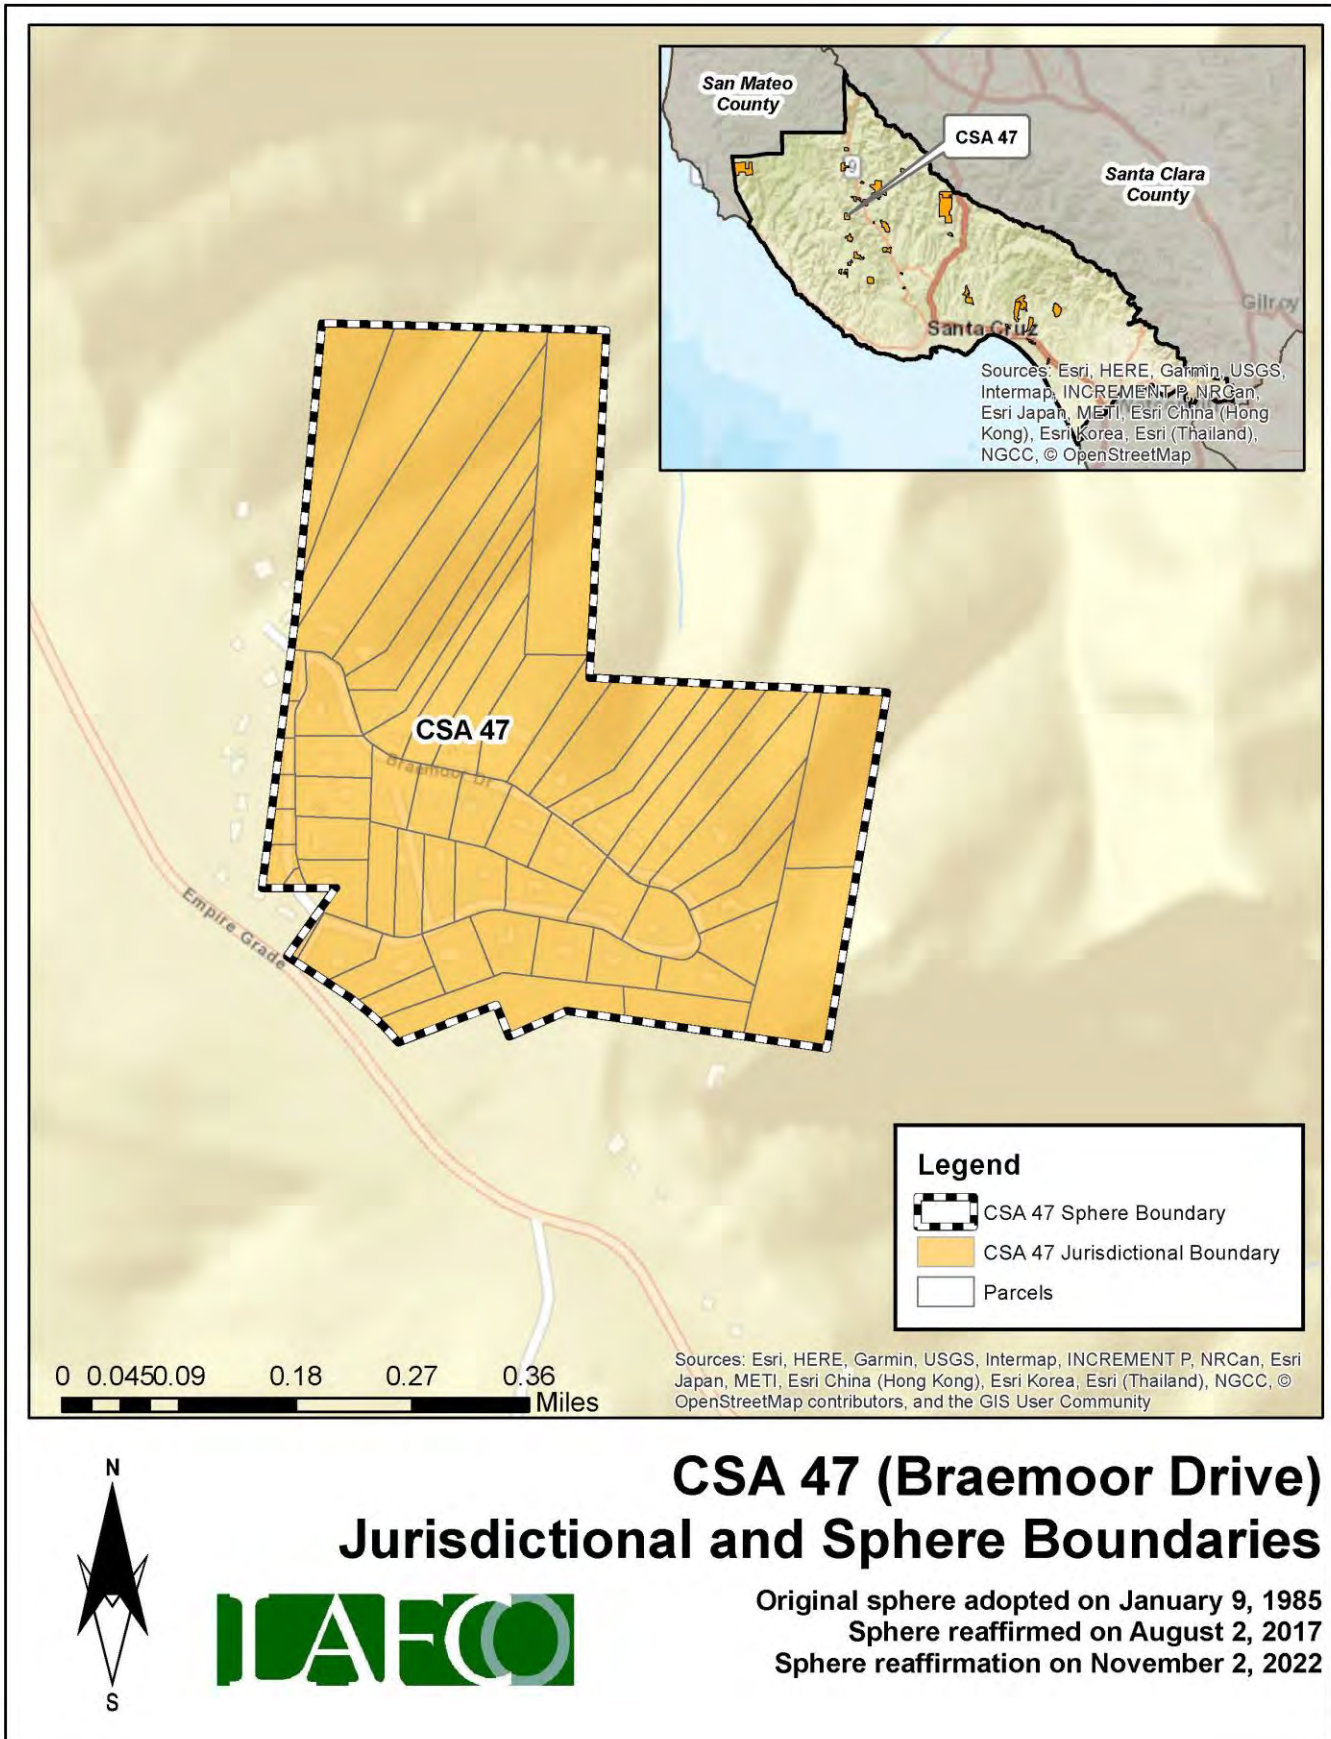 San Mateo
County
CSA 47
9
Santa Clara
County
Gilroy
Santa Cruz
Sources: Esri, HERE, Garmin, USGS,
Intermap, INCREMENT P, NRCan,
Esri Japan, METI, Esri China (Hong
Kong), Esri Korea, Esri (Thailand),
NGCC, © OpenStreetMap
CSA 47
Braemoor Dr
Empire Grade
Legend
CSA 47 Sphere Boundary
CSA 47 Jurisdictional Boundary
Parcels
0 0.045 0.09 0.18 0.27 0.36
Miles
Sources: Esri, HERE, Garmin, USGS, Intermap, INCREMENT P, NRCan, Esri
Japan, METI, Esri China (Hong Kong), Esri Korea, Esri (Thailand), NGCC, ©
OpenStreetMap contributors, and the GIS User Community
N
S
LAFCO
CSA 47 (Braemoor Drive)
Jurisdictional and Sphere Boundaries
Original sphere adopted on January 9, 1985
Sphere reaffirmed on August 2, 2017
Sphere reaffirmation on November 2, 2022